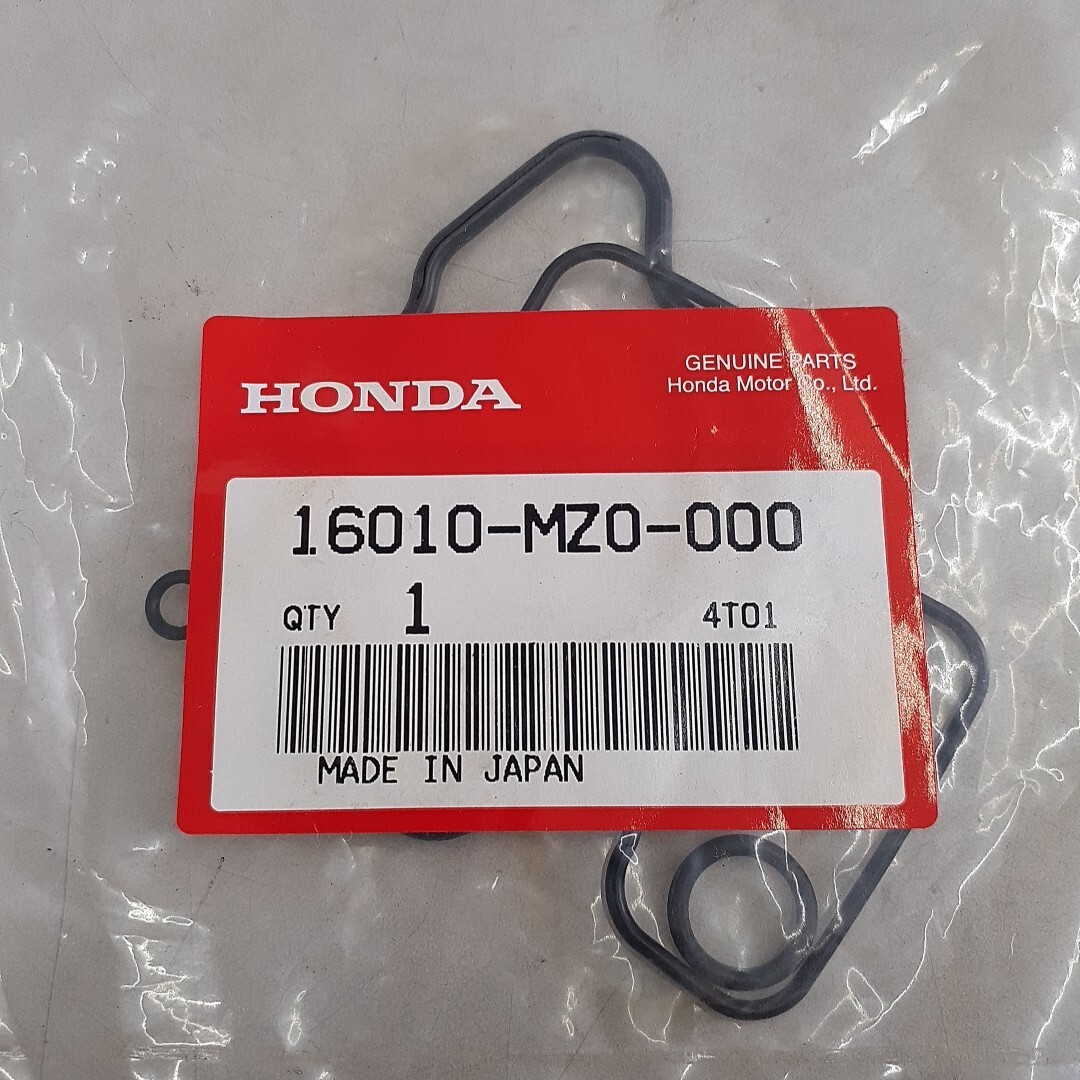 HONDA
GENUINE PARTS
Honda Motor Co., Ltd.
16010-MZ0-000
QTY 1 4T01
MADE IN JAPAN